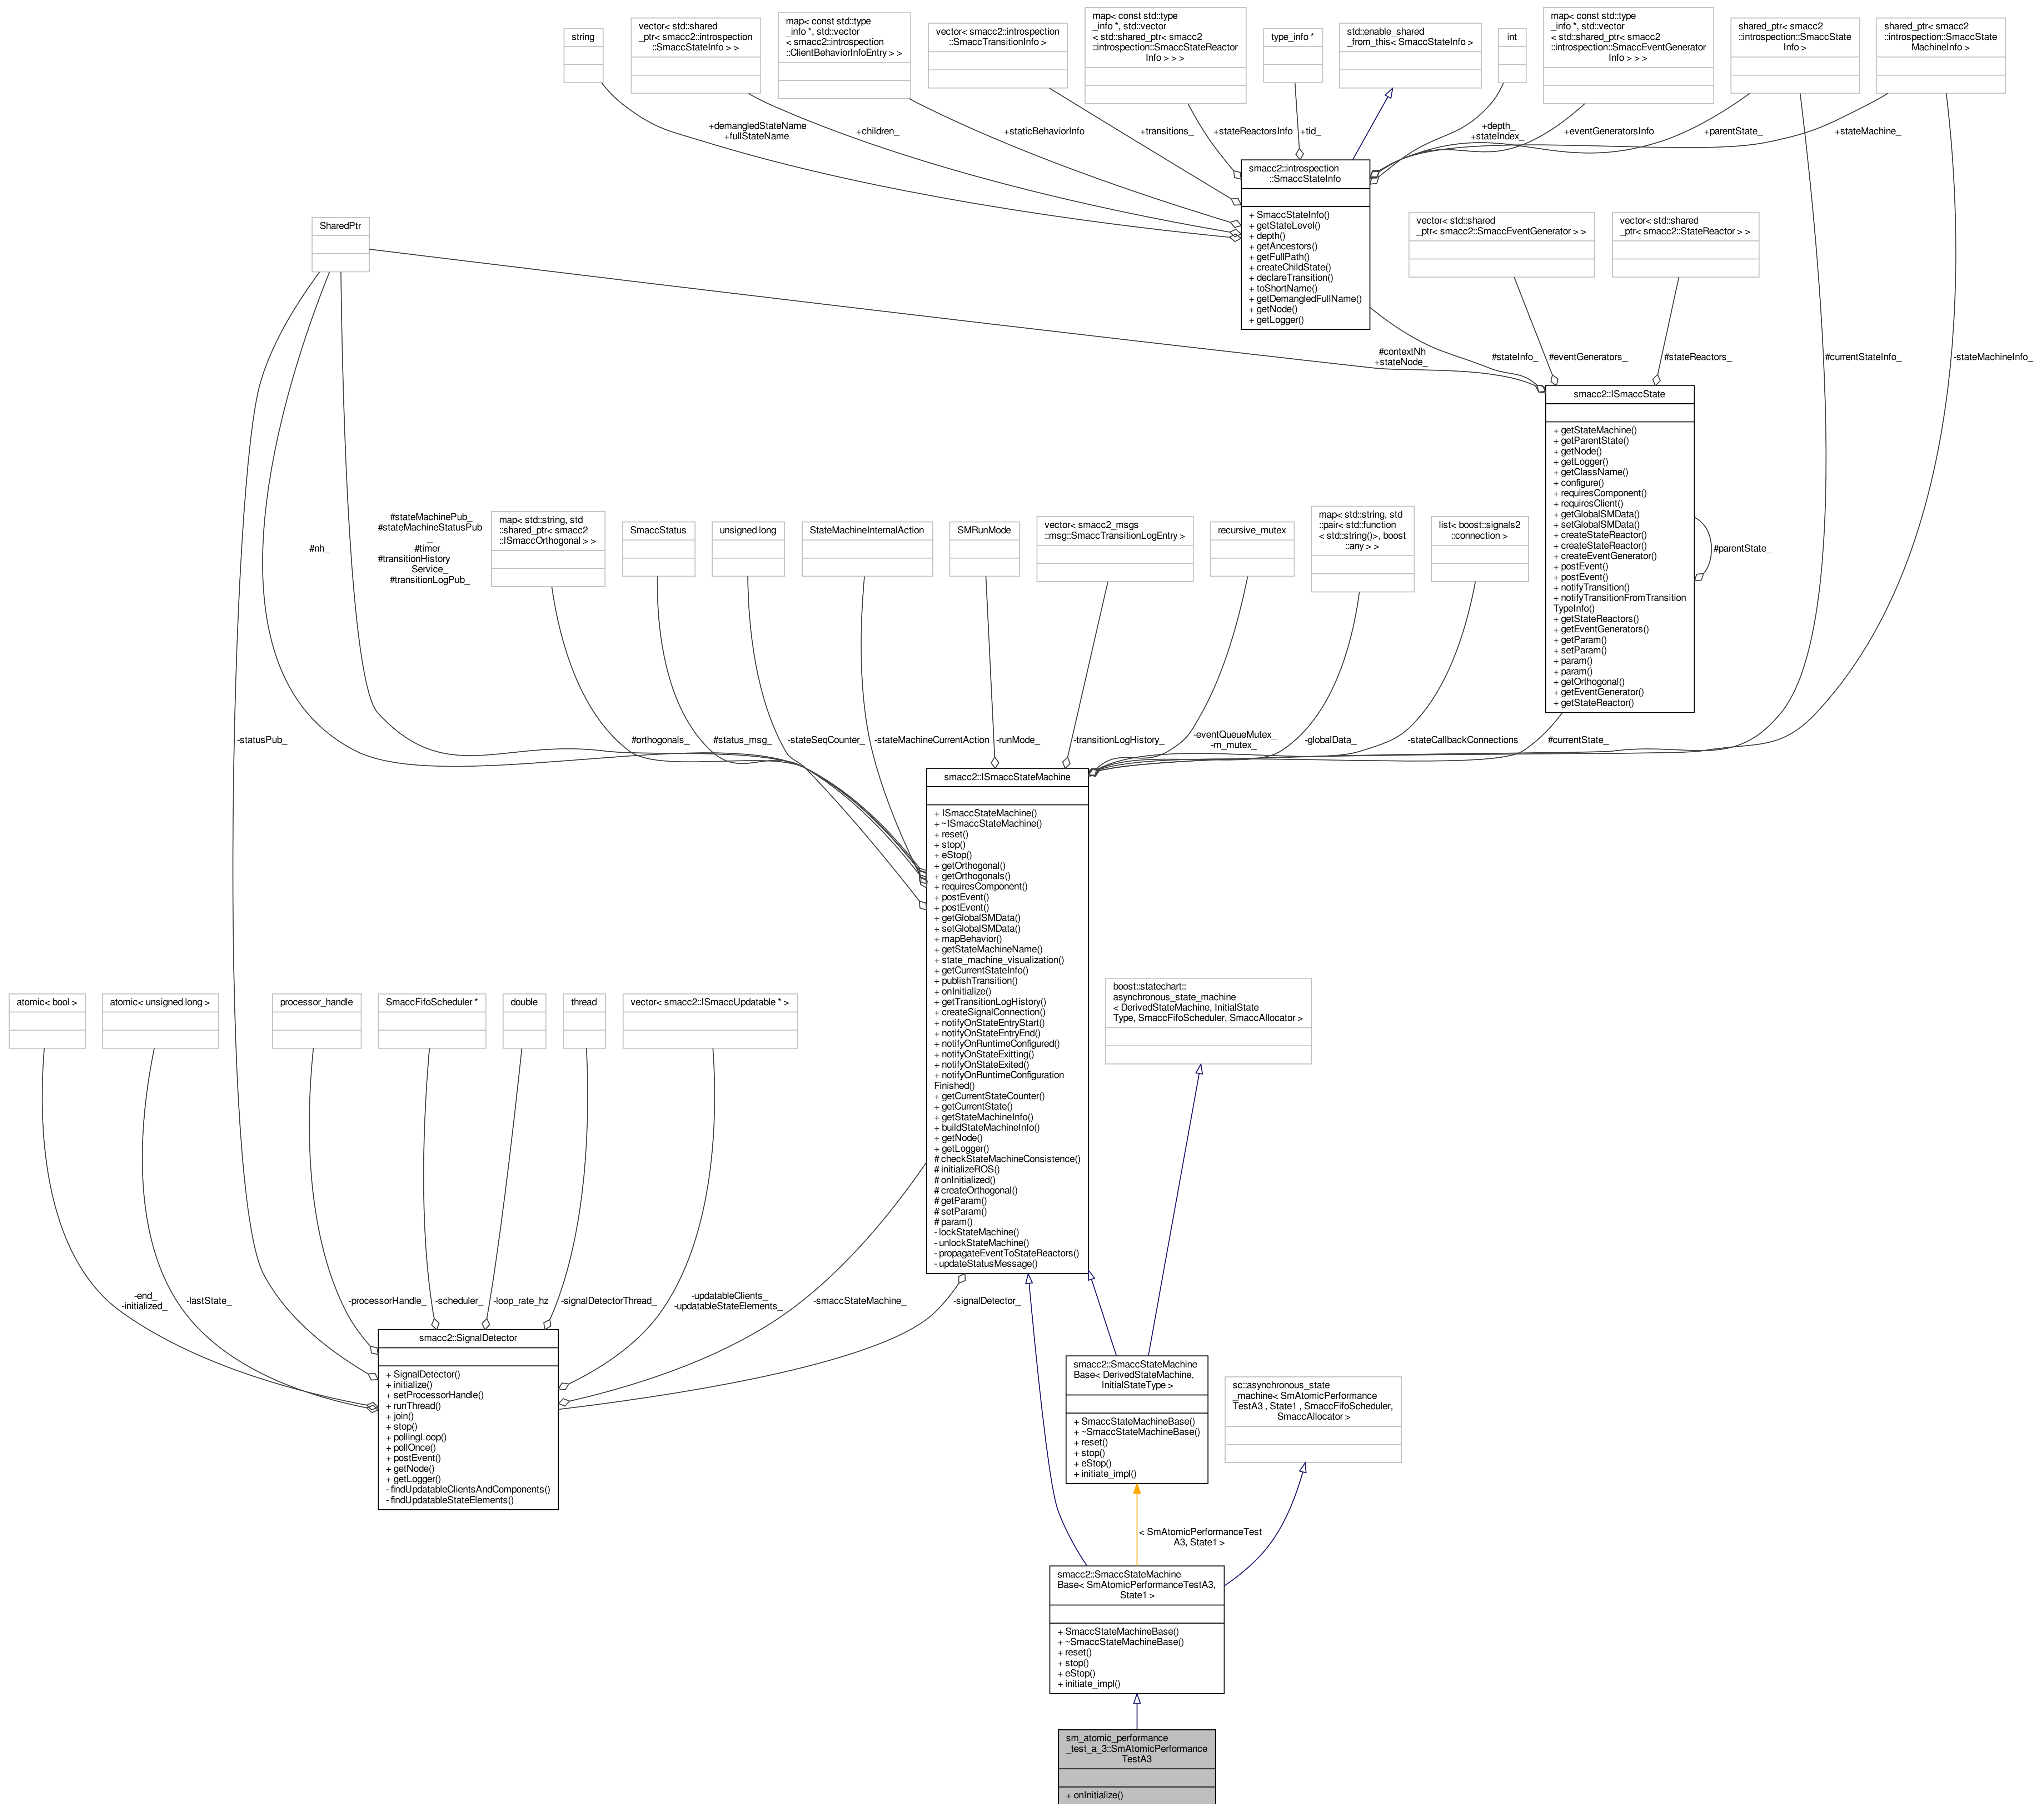 string
vector< std::shared
_ptr< smacc2::introspection
::SmaccStateInfo > >
map< const std::type
_info *, std::vector
< smacc2::introspection
::ClientBehaviorInfoEntry > >
vector< smacc2::introspection
::SmaccTransitionInfo >
map< const std::type
_info *, std::vector
< std::shared_ptr< smacc2
::introspection::SmaccStateReactor
Info > > >
type_info *
std::enable_shared
_from_this< SmaccStateInfo >
int
map< const std::type
_info *, std::vector
< std::shared_ptr< smacc2
::introspection::SmaccEventGenerator
Info > > >
shared_ptr< smacc2
::introspection::SmaccState
Info >
shared_ptr< smacc2
::introspection::SmaccState
MachineInfo >
+demangledStateName
+fullStateName
+children_
+staticBehaviorInfo
+transitions_
+stateReactorsInfo
+tid_
+depth_
+stateIndex_
+eventGeneratorsInfo
+parentState_
+stateMachine_
smacc2::introspection
::SmaccStateInfo
+ SmaccStateInfo()
+ getStateLevel()
+ depth()
+ getAncestors()
+ getFullPath()
+ createChildState()
+ declareTransition()
+ toShortName()
+ getDemangledFullName()
+ getNode()
+ getLogger()
SharedPtr
vector< std::shared
_ptr< smacc2::SmaccEventGenerator > >
vector< std::shared
_ptr< smacc2::StateReactor > >
#contextNh
+stateNode_
#stateInfo_
#eventGenerators_
#stateReactors_
#currentStateInfo_
-stateMachineInfo_
smacc2::ISmaccState
+ getStateMachine()
+ getParentState()
+ getNode()
+ getLogger()
+ getClassName()
+ configure()
+ requiresComponent()
+ requiresClient()
+ getGlobalSMData()
+ setGlobalSMData()
+ createStateReactor()
+ createStateReactor()
+ createEventGenerator()
+ postEvent()
+ postEvent()
+ notifyTransition()
+ notifyTransitionFromTransition
TypeInfo()
+ getStateReactors()
+ getEventGenerators()
+ getParam()
+ setParam()
+ param()
+ param()
+ getOrthogonal()
+ getEventGenerator()
+ getStateReactor()
#parentState_
#nh_
#stateMachinePub_
#stateMachineStatusPub
_
#timer_
#transitionHistory
Service_
#transitionLogPub_
map< std::string, std
::shared_ptr< smacc2
::ISmaccOrthogonal > >
SmaccStatus
unsigned long
StateMachineInternalAction
SMRunMode
vector< smacc2_msgs
::msg::SmaccTransitionLogEntry >
recursive_mutex
map< std::string, std
::pair< std::function
< std::string()>, boost
::any > >
list< boost::signals2
::connection >
-statusPub_
#orthogonals_
#status_msg_
-stateSeqCounter_
-stateMachineCurrentAction
-runMode_
-transitionLogHistory_
-eventQueueMutex_
-m_mutex_
-globalData_
-stateCallbackConnections
#currentState_
smacc2::ISmaccStateMachine
+ ISmaccStateMachine()
+ ~ISmaccStateMachine()
+ reset()
+ stop()
+ eStop()
+ getOrthogonal()
+ getOrthogonals()
+ requiresComponent()
+ postEvent()
+ postEvent()
+ getGlobalSMData()
+ setGlobalSMData()
+ mapBehavior()
+ getStateMachineName()
+ state_machine_visualization()
+ getCurrentStateInfo()
+ publishTransition()
+ onInitialize()
+ getTransitionLogHistory()
+ createSignalConnection()
+ notifyOnStateEntryStart()
+ notifyOnStateEntryEnd()
+ notifyOnRuntimeConfigured()
+ notifyOnStateExitting()
+ notifyOnStateExited()
+ notifyOnRuntimeConfiguration
Finished()
+ getCurrentStateCounter()
+ getCurrentState()
+ getStateMachineInfo()
+ buildStateMachineInfo()
+ getNode()
+ getLogger()
# checkStateMachineConsistence()
# initializeROS()
# onInitialized()
# createOrthogonal()
# getParam()
# setParam()
# param()
- lockStateMachine()
- unlockStateMachine()
- propagateEventToStateReactors()
- updateStatusMessage()
atomic< bool >
atomic< unsigned long >
processor_handle
SmaccFifoScheduler *
double
thread
vector< smacc2::ISmaccUpdatable * >
boost::statechart::
asynchronous_state_machine
< DerivedStateMachine, InitialState
Type, SmaccFifoScheduler, SmaccAllocator >
-end_
-initialized_
-lastState_
-processorHandle_
-scheduler_
-loop_rate_hz
-signalDetectorThread_
-updatableClients_
-updatableStateElements_
-smaccStateMachine_
-signalDetector_
smacc2::SignalDetector
+ SignalDetector()
+ initialize()
+ setProcessorHandle()
+ runThread()
+ join()
+ stop()
+ pollingLoop()
+ pollOnce()
+ postEvent()
+ getNode()
+ getLogger()
- findUpdatableClientsAndComponents()
- findUpdatableStateElements()
smacc2::SmaccStateMachine
Base< DerivedStateMachine,
InitialStateType >
+ SmaccStateMachineBase()
+ ~SmaccStateMachineBase()
+ reset()
+ stop()
+ eStop()
+ initiate_impl()
sc::asynchronous_state
_machine< SmAtomicPerformance
TestA3 , State1 , SmaccFifoScheduler,
SmaccAllocator >
< SmAtomicPerformanceTest
A3, State1 >
smacc2::SmaccStateMachine
Base< SmAtomicPerformanceTestA3,
State1 >
+ SmaccStateMachineBase()
+ ~SmaccStateMachineBase()
+ reset()
+ stop()
+ eStop()
+ initiate_impl()
sm_atomic_performance
_test_a_3::SmAtomicPerformance
TestA3
+ onInitialize()